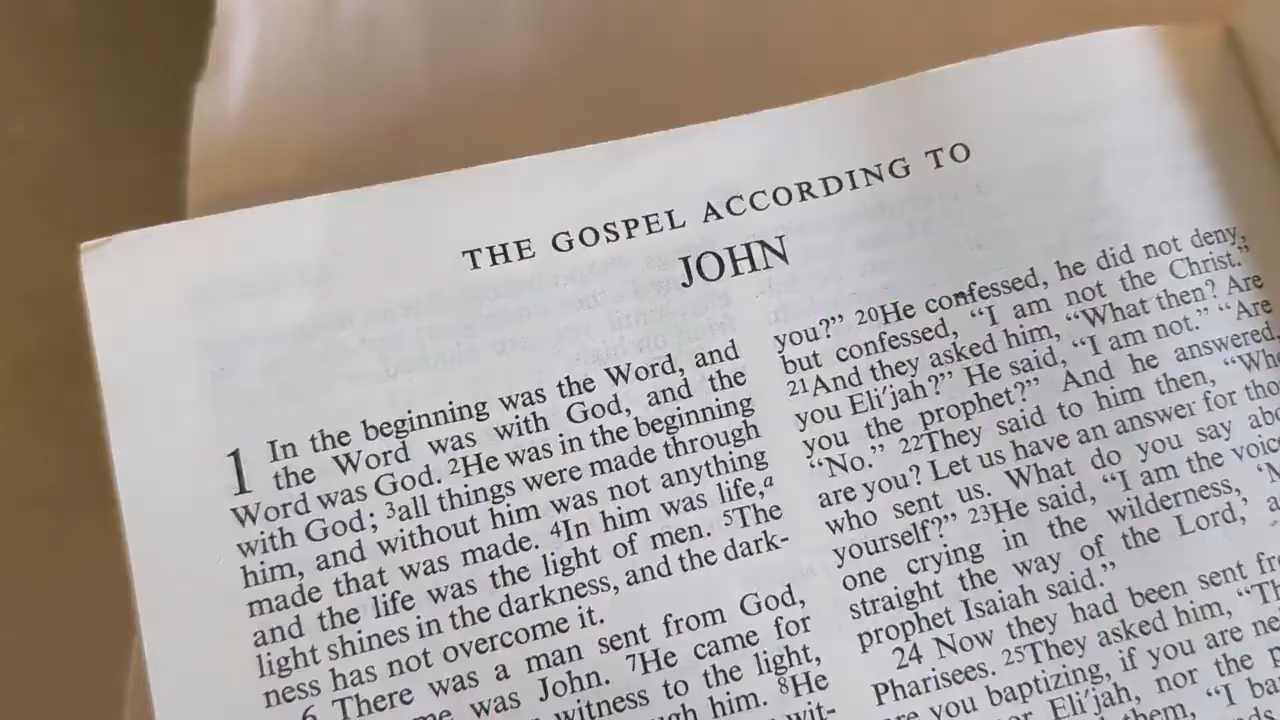 THE GOSPEL ACCORDING TO
JOHN
1 In the beginning was the Word, and
the Word was with God, and the
Word was God. 2He was in the beginning
with God; 3all things were made through
him, and without him was not anything
made that was made. 4In him was life,a
and the life was the light of men. 5The
light shines in the darkness, and the dark-
ness has not overcome it.
6 There was a man sent from God,
was John. 7He came for
witness to the light,
him. 8He
wit-
you?” 20He confessed, he did not deny,
but confessed, “I am not the Christ.”
21And they asked him, “What then? Are
you Eli′jah?” He said, “I am not.” “Are
you the prophet?” And he answered,
“No.” 22They said to him then, “Who
are you? Let us have an answer for
who sent us. What do you say
yourself?” 23He said, “I am the voice
one crying in the wilderness,
straight the way of the Lord,
prophet Isaiah said.”
24 Now they had been sent
Pharisees. 25They asked him,
you baptizing, if you are
Eli′jah, nor the
them, “I